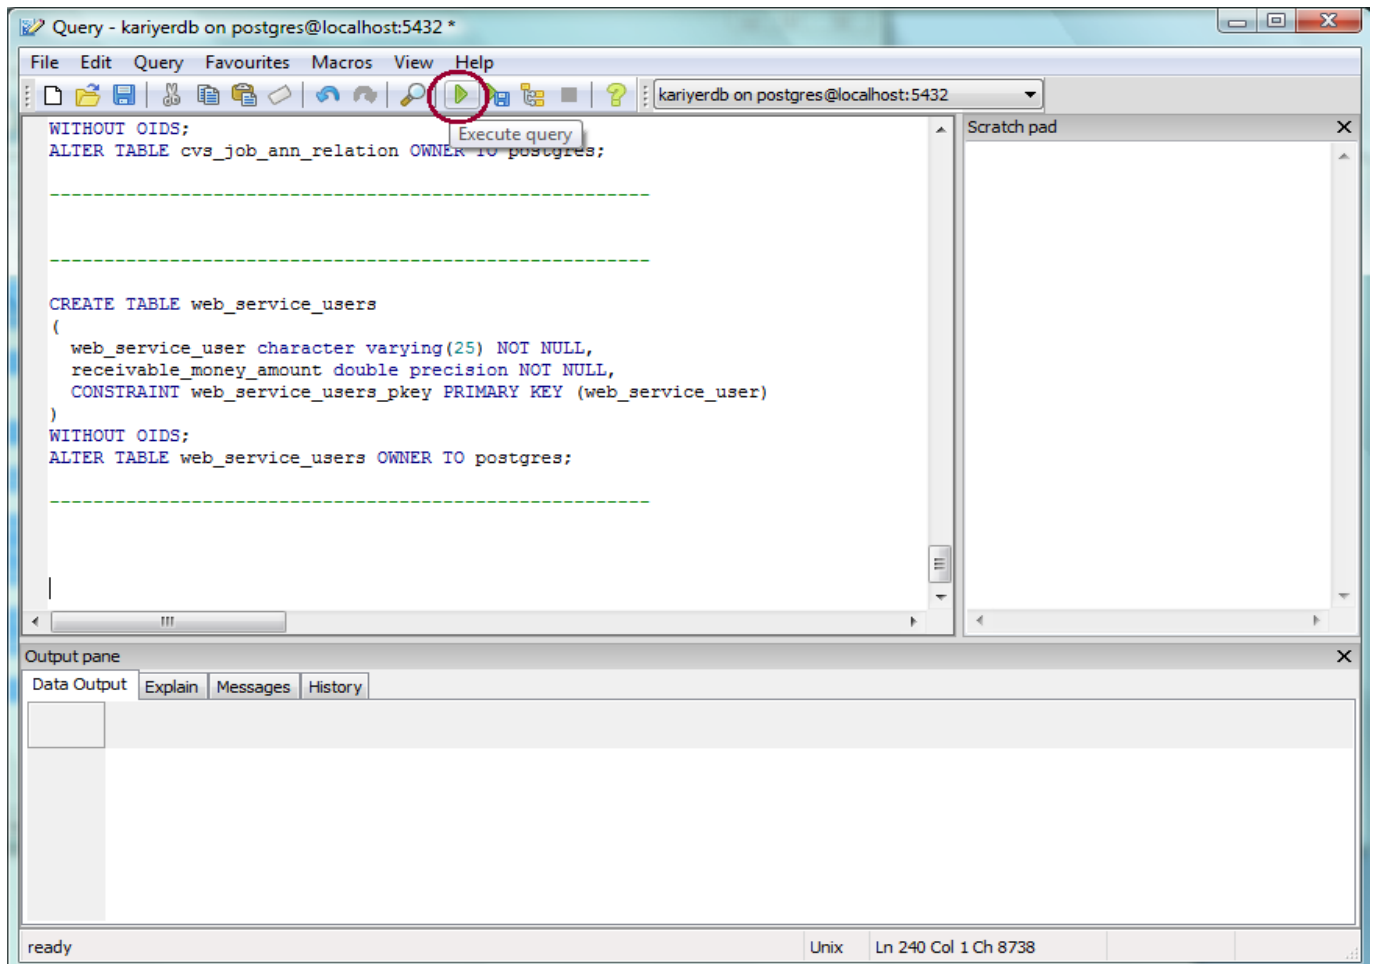 Query - kariyerdb on postgres@localhost:5432 *
File Edit Query Favourites Macros View Help
kariyerdb on postgres@localhost:5432
Execute query
Scratch pad
WITHOUT OIDS;
ALTER TABLE cvs_job_ann_relation OWNER TO postgres;
-------------------------------------------------------
-------------------------------------------------------
CREATE TABLE web_service_users
(
web_service_user character varying(25) NOT NULL,
receivable_money_amount double precision NOT NULL,
CONSTRAINT web_service_users_pkey PRIMARY KEY (web_service_user)
)
WITHOUT OIDS;
ALTER TABLE web_service_users OWNER TO postgres;
-------------------------------------------------------
Output pane
Data Output Explain Messages History
ready Unix Ln 240 Col 1 Ch 8738